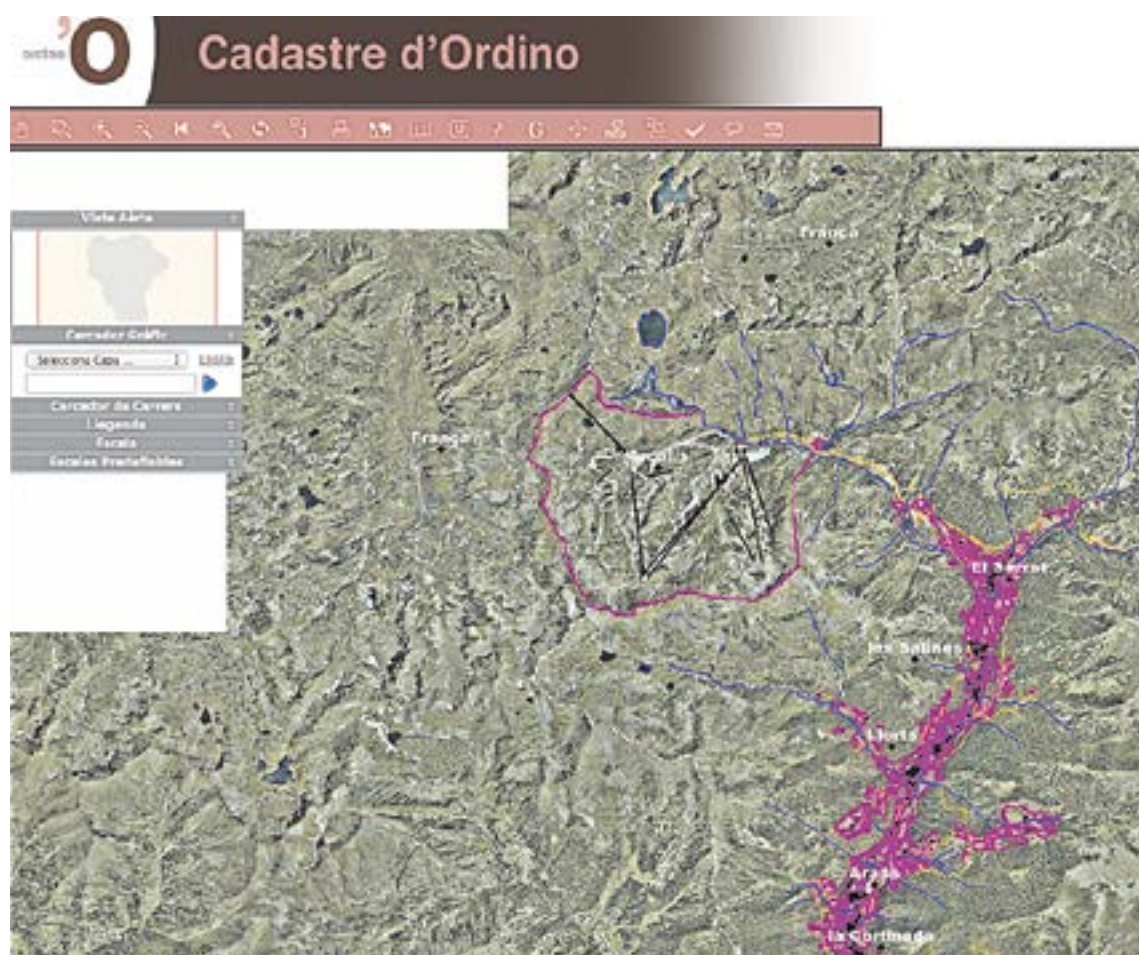 ordino
'O
Cadastre d'Ordino
Vista Aèria
França
Cercador Gràfic
Selecciona Capa ...
Cercador de Carrers
Llegenda
França
Escala
Escales Predefinides
El Serrat
les Salines
Llorts
Arans
la Cortinada